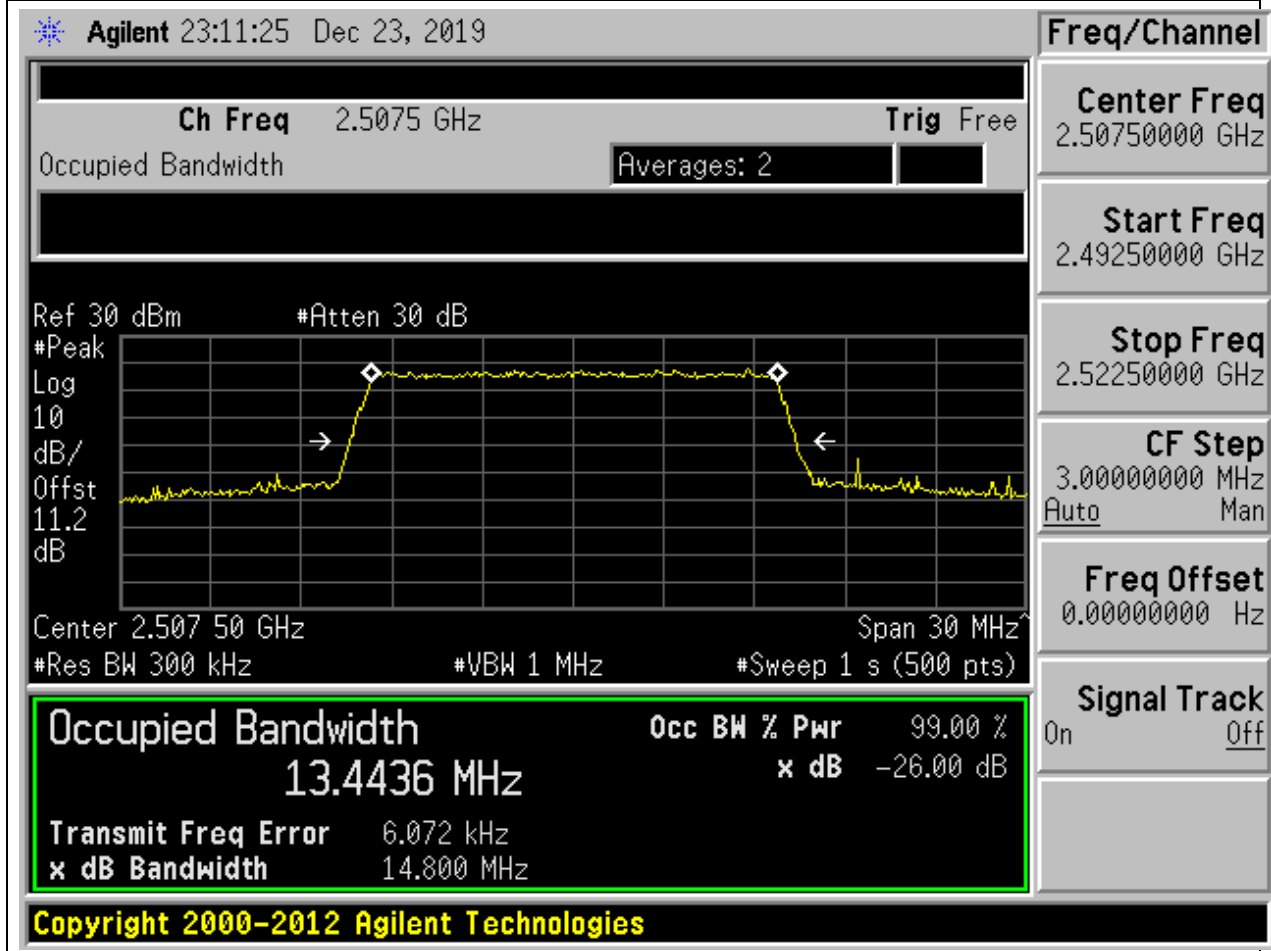 Agilent 23:11:25 Dec 23, 2019
Freq/Channel
Ch Freq 2.5075 GHz Trig Free
Occupied Bandwidth Averages: 2
Ref 30 dBm #Atten 30 dB
#Peak
Log
10
dB/
Offst
11.2
dB
Center 2.507 50 GHz Span 30 MHz^
#Res BW 300 kHz #VBW 1 MHz #Sweep 1 s (500 pts)
Occupied Bandwidth Occ BW % Pwr 99.00 %
13.4436 MHz x dB -26.00 dB
Transmit Freq Error 6.072 kHz
x dB Bandwidth 14.800 MHz
Center Freq
2.50750000 GHz
Start Freq
2.49250000 GHz
Stop Freq
2.52250000 GHz
CF Step
3.00000000 MHz
Auto Man
Freq Offset
0.00000000 Hz
Signal Track
On Off
Copyright 2000-2012 Agilent Technologies